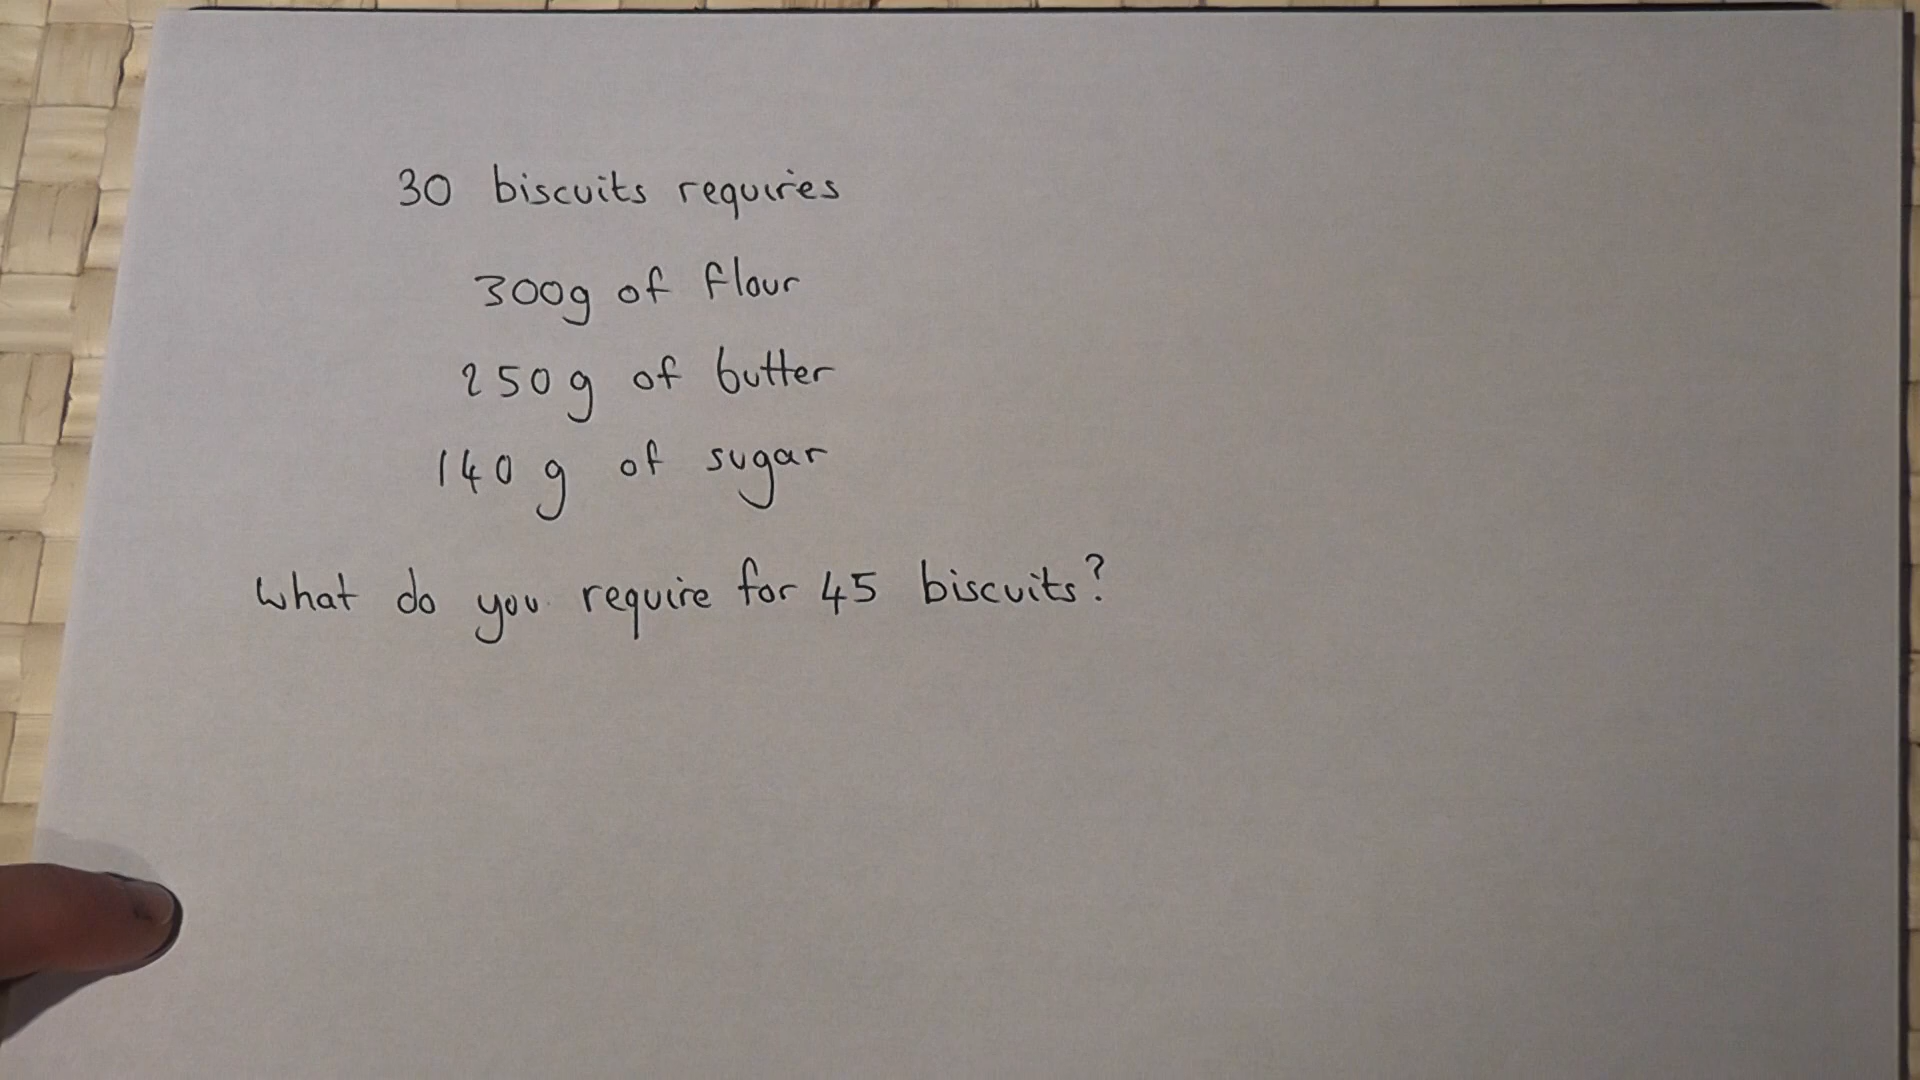 30 biscuits requires
300g of flour
250g of butter
140g of sugar
What do you require for 45 biscuits?